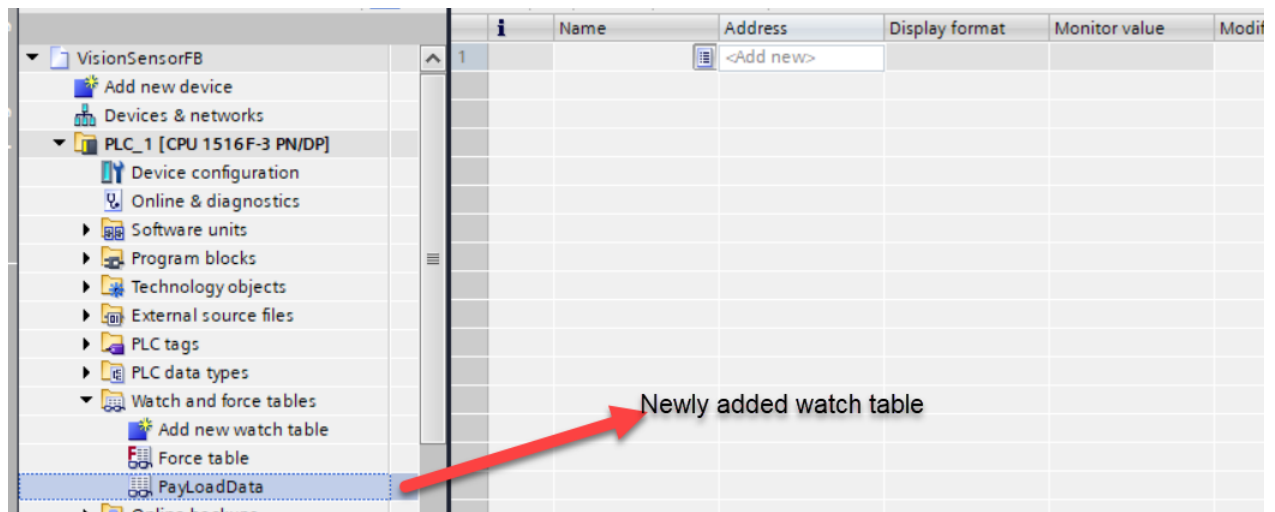 i Name Address Display format Monitor value Modif
VisionSensorFB
1 <Add new>
Add new device
Devices & networks
PLC_1 [CPU 1516F-3 PN/DP]
Device configuration
Online & diagnostics
Software units
Program blocks
Technology objects
External source files
PLC tags
PLC data types
Watch and force tables
Newly added watch table
Add new watch table
Force table
PayLoadData